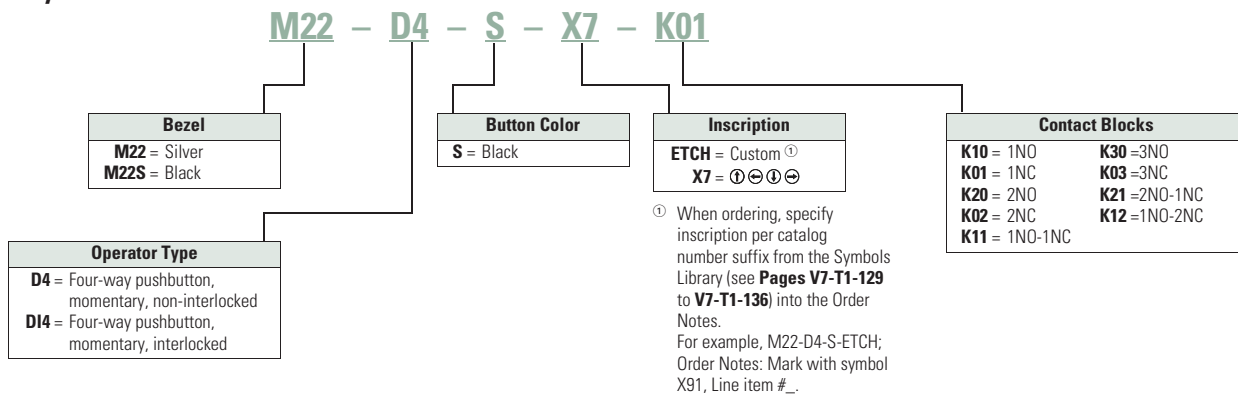 M22 – D4 – S – X7 – K01
Bezel
M22 = Silver
M22S = Black
Operator Type
D4 = Four-way pushbutton,
momentary, non-interlocked
DI4 = Four-way pushbutton,
momentary, interlocked
Button Color
S = Black
Inscription
ETCH = Custom ①
X7 = ⇧⇦⇩⇨
① When ordering, specify
inscription per catalog
number suffix from the Symbols
Library (see Pages V7-T1-129
to V7-T1-136) into the Order
Notes.
For example, M22-D4-S-ETCH;
Order Notes: Mark with symbol
X91, Line item #_.
Contact Blocks
K10 = 1NO
K01 = 1NC
K20 = 2NO
K02 = 2NC
K11 = 1NO-1NC
K30 =3NO
K03 =3NC
K21 =2NO-1NC
K12 =1NO-2NC